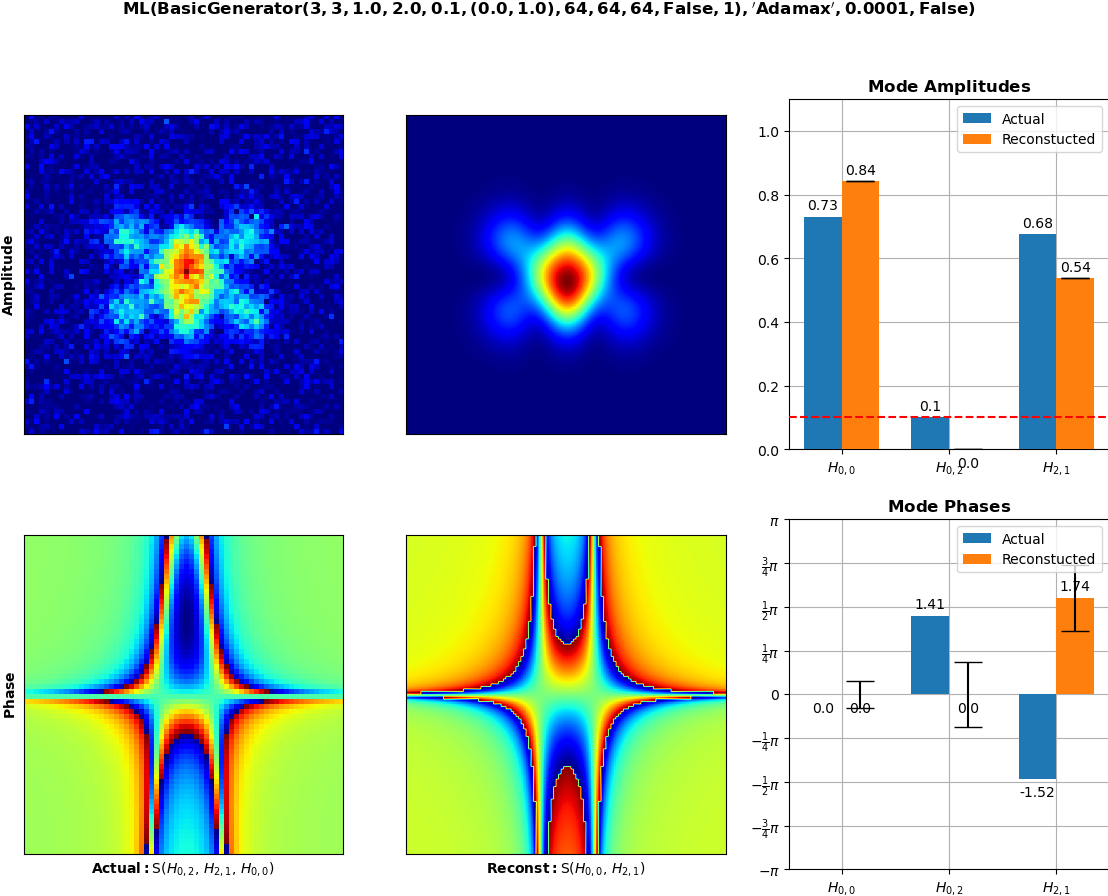 ML(BasicGenerator(3, 3, 1.0, 2.0, 0.1, (0.0, 1.0), 64, 64, 64, False, 1), ′Adamax′, 0.0001, False)
Amplitude
Mode Amplitudes
Actual
Reconstucted
1.0
0.8
0.6
0.4
0.2
0.0
0.73
0.84
0.1
0.0
0.68
0.54
H0,0
H0,2
H2,1
Phase
Actual: S(H0,2, H2,1, H0,0)
Reconst: S(H0,0, H2,1)
Mode Phases
Actual
Reconstucted
π
3/4π
1/2π
1/4π
0
−1/4π
−1/2π
−3/4π
−π
0.0
0.0
1.41
0.0
-1.52
1.74
H0,0
H0,2
H2,1